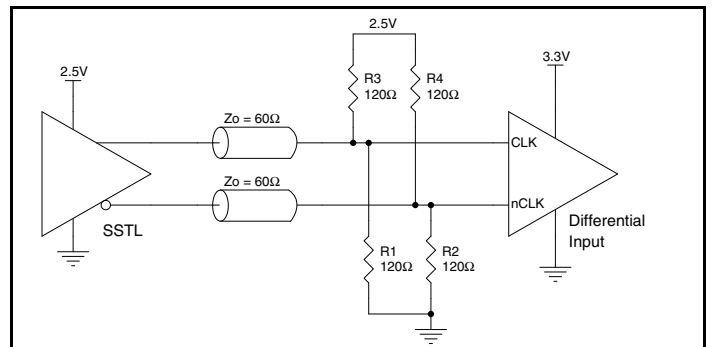 2.5V
2.5V
3.3V
R3
120Ω
R4
120Ω
Zo = 60Ω
CLK
Zo = 60Ω
nCLK
SSTL
Differential
Input
R1
120Ω
R2
120Ω